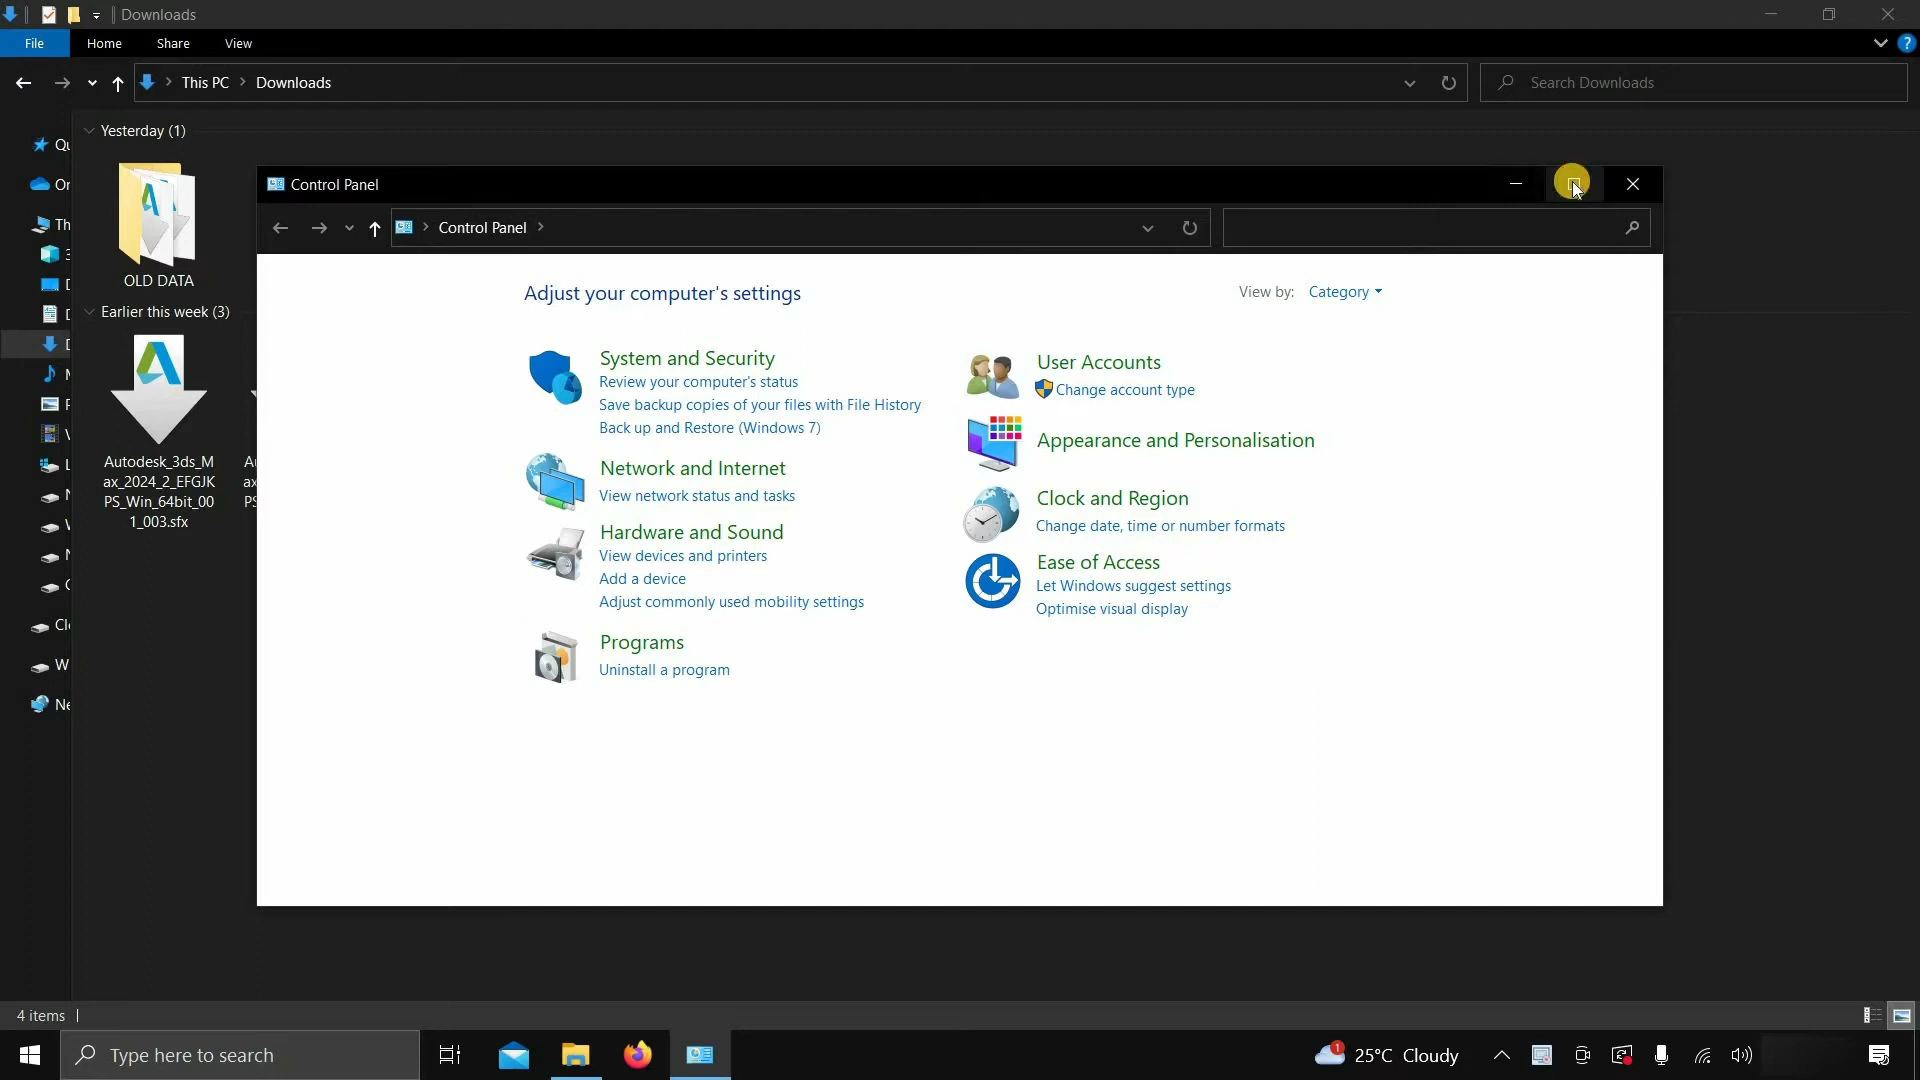 Downloads
File Home Share View
This PC Downloads
Search Downloads
Yesterday (1)
OLD DATA
Earlier this week (3)
Autodesk_3ds_M
ax_2024_2_EFGJK
PS_Win_64bit_00
1_003.sfx
Control Panel
Control Panel
Adjust your computer's settings
View by: Category
System and Security
Review your computer's status
Save backup copies of your files with File History
Back up and Restore (Windows 7)
Network and Internet
View network status and tasks
Hardware and Sound
View devices and printers
Add a device
Adjust commonly used mobility settings
Programs
Uninstall a program
User Accounts
Change account type
Appearance and Personalisation
Clock and Region
Change date, time or number formats
Ease of Access
Let Windows suggest settings
Optimise visual display
4 items
Type here to search
1
25°C Cloudy